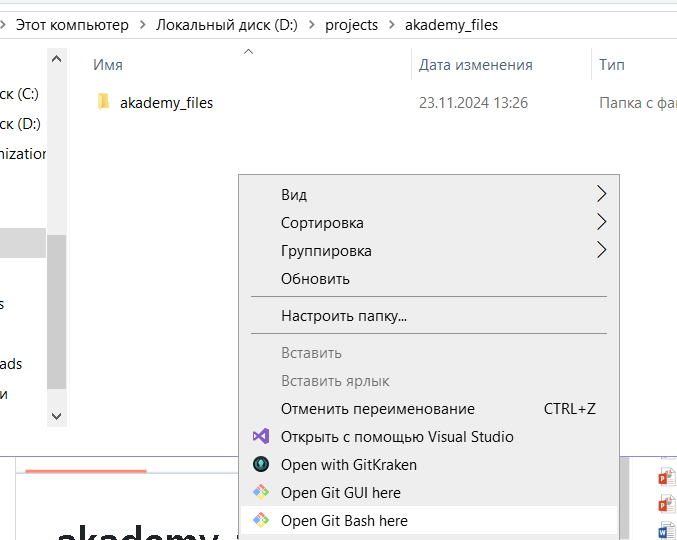 Этот компьютер > Локальный диск (D:) > projects > akademy_files
Имя Дата изменения Тип
ск (C:)
akademy_files 23.11.2024 13:26 Папка с фа
ск (D:)
nization
Вид
Сортировка
Группировка
Обновить
s
Настроить папку...
Вставить
ads
Вставить ярлык
и
Отменить переименование CTRL+Z
Открыть с помощью Visual Studio
Open with GitKraken
Open Git GUI here
Open Git Bash here